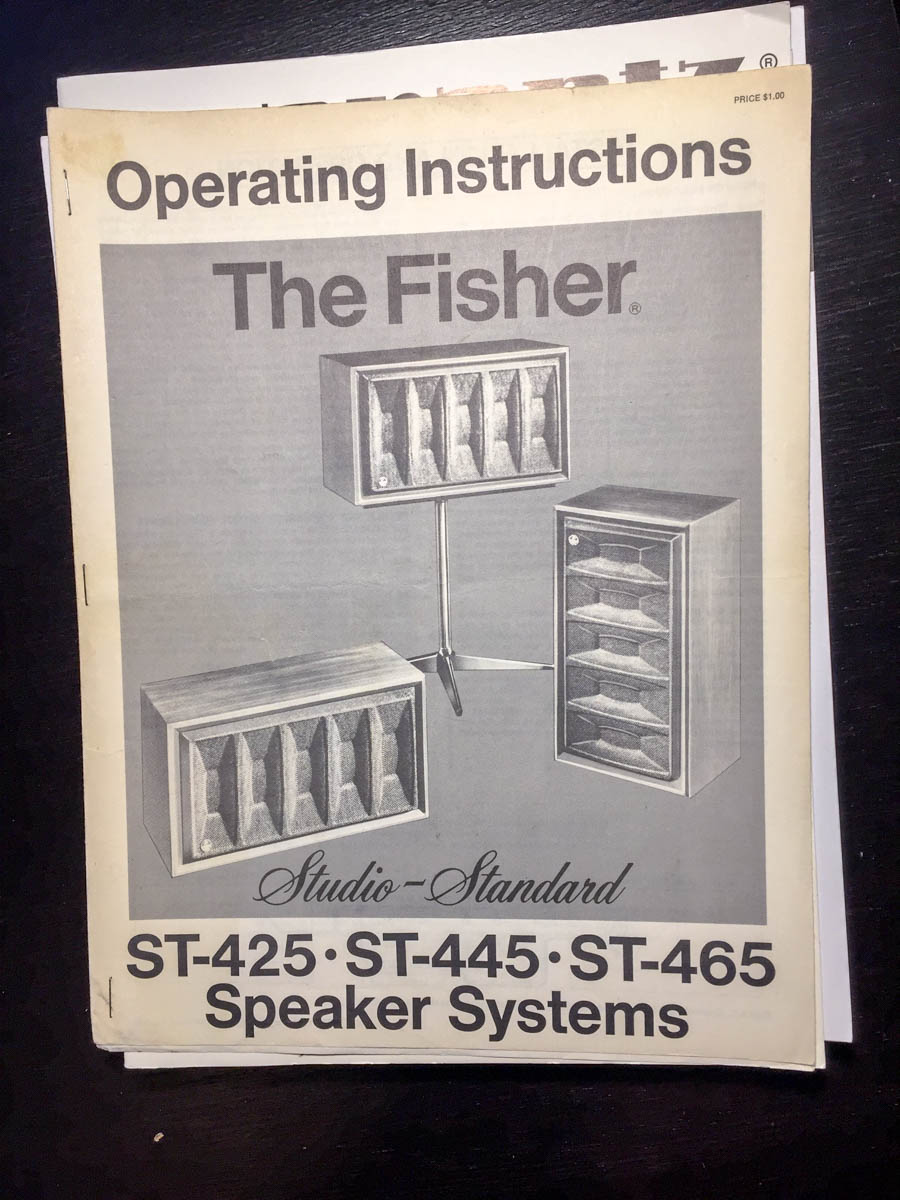 ®
PRICE $1.00
Operating Instructions
The Fisher®
Studio-Standard
ST-425·ST-445·ST-465
Speaker Systems